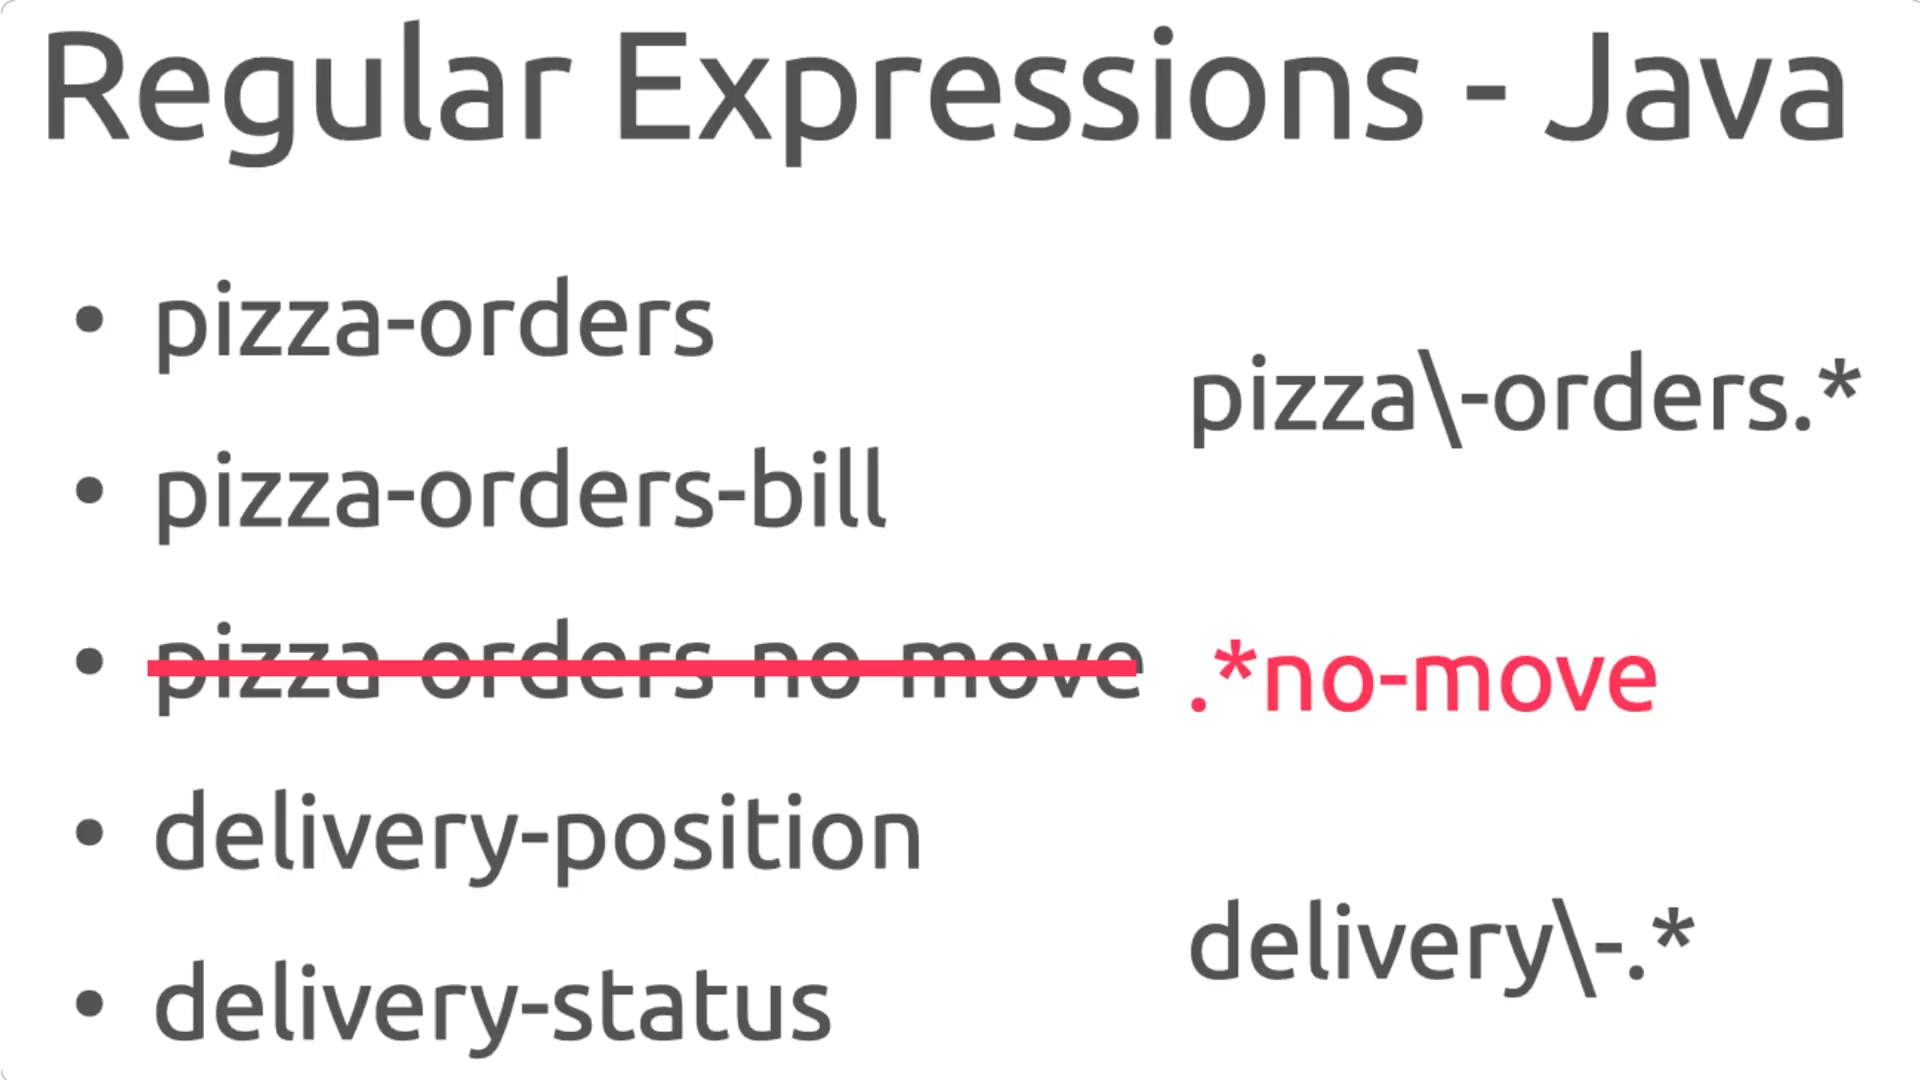 Regular Expressions - Java
• pizza-orders
pizza\-orders.*
• pizza-orders-bill
• pizza-orders-no-move
.*no-move
• delivery-position
delivery\-.*
• delivery-status